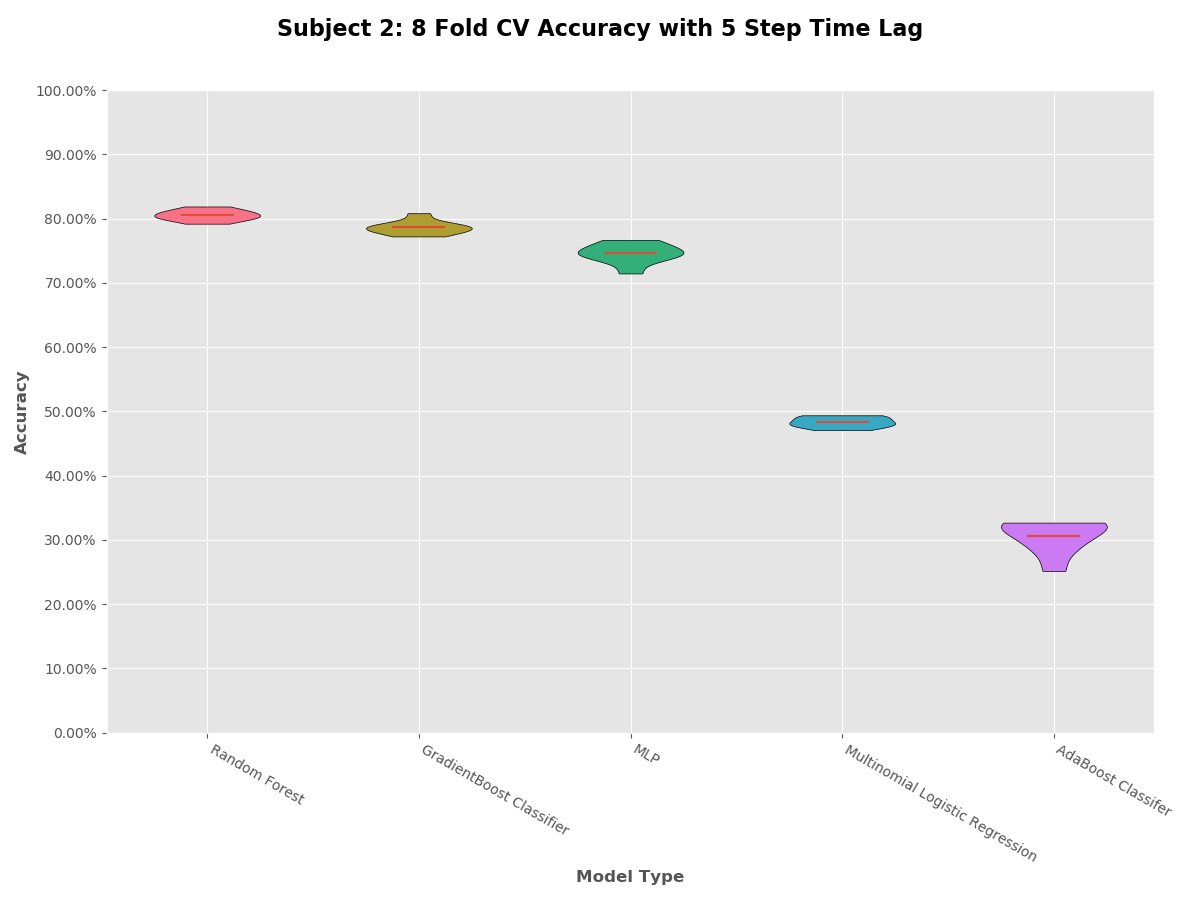 Subject 2: 8 Fold CV Accuracy with 5 Step Time Lag
100.00%
90.00%
80.00%
70.00%
60.00%
50.00%
40.00%
30.00%
20.00%
10.00%
0.00%
Accuracy
Random Forest
GradientBoost Classifier
MLP
Multinomial Logistic Regression
AdaBoost Classifer
Model Type